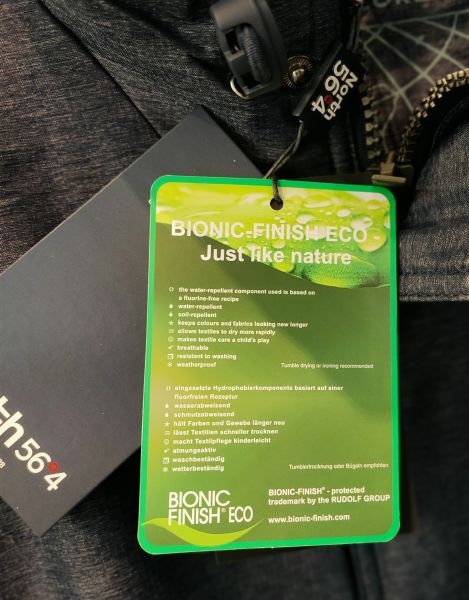 North
56°4
BIONIC-FINISH ECO
Just like nature
the water-repellent component used is based on
a fluorine-free recipe
water-repellent
soil-repellent
keeps colours and fabrics looking new longer
allows textiles to dry more rapidly
makes textile care a child's play
breathable
resistant to washing
weatherproof
Tumble drying or ironing recommended
eingesetzte Hydrophobierkomponente basiert auf einer
fluorfreien Rezeptur
wasserabweisend
schmutzabweisend
hält Farben und Gewebe länger neu
lässt Textilien schneller trocknen
macht Textilpflege kinderleicht
atmungsaktiv
waschbeständig
wetterbeständig
Tumblertrocknung oder Bügeln empfohlen
BIONIC
FINISH® ECO
BIONIC-FINISH® - protected
trademark by the RUDOLF GROUP
www.bionic-finish.com
th 56°4